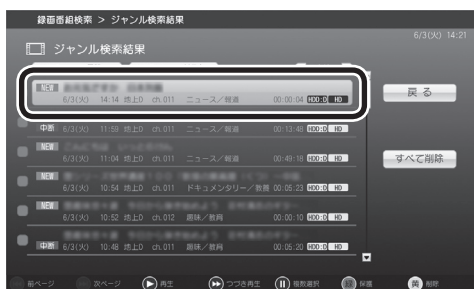 録画番組検索 > ジャンル検索結果
6/3(火) 14:21
ジャンル検索結果
NEW
6/3(火) 14:14 地上D ch.011 ニュース／報道 00:00:04 HDD:D HD
戻る
中断 6/3(火) 11:59 地上D ch.011 ニュース／報道 00:13:48 HDD:D HD
NEW
6/3(火) 11:04 地上D ch.011 ニュース／報道 00:49:18 HDD:D HD
すべて削除
NEW
6/3(火) 10:54 地上D ch.011 ドキュメンタリー／教養 00:05:23 HDD:D HD
NEW
6/3(火) 10:52 地上D ch.012 趣味／教育 00:00:10 HDD:D HD
中断 6/3(火) 10:48 地上D ch.011 趣味／教育 00:05:20 HDD:D HD
前ページ 次ページ 再生 つづき再生 複数選択 緑 保護 黄 削除